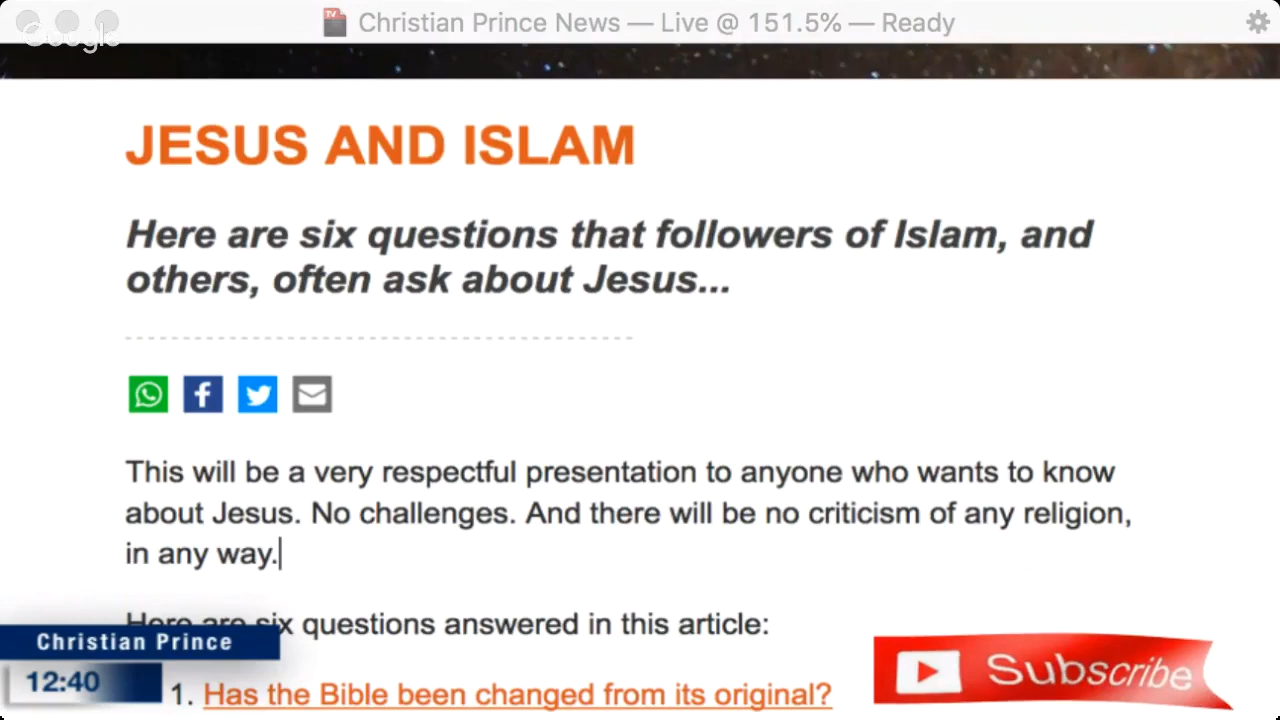 Christian Prince News — Live @ 151.5% — Ready
Google
JESUS AND ISLAM
Here are six questions that followers of Islam, and
others, often ask about Jesus...
This will be a very respectful presentation to anyone who wants to know
about Jesus. No challenges. And there will be no criticism of any religion,
in any way.
Here are six questions answered in this article:
Christian Prince
12:40
1. Has the Bible been changed from its original?
Subscribe